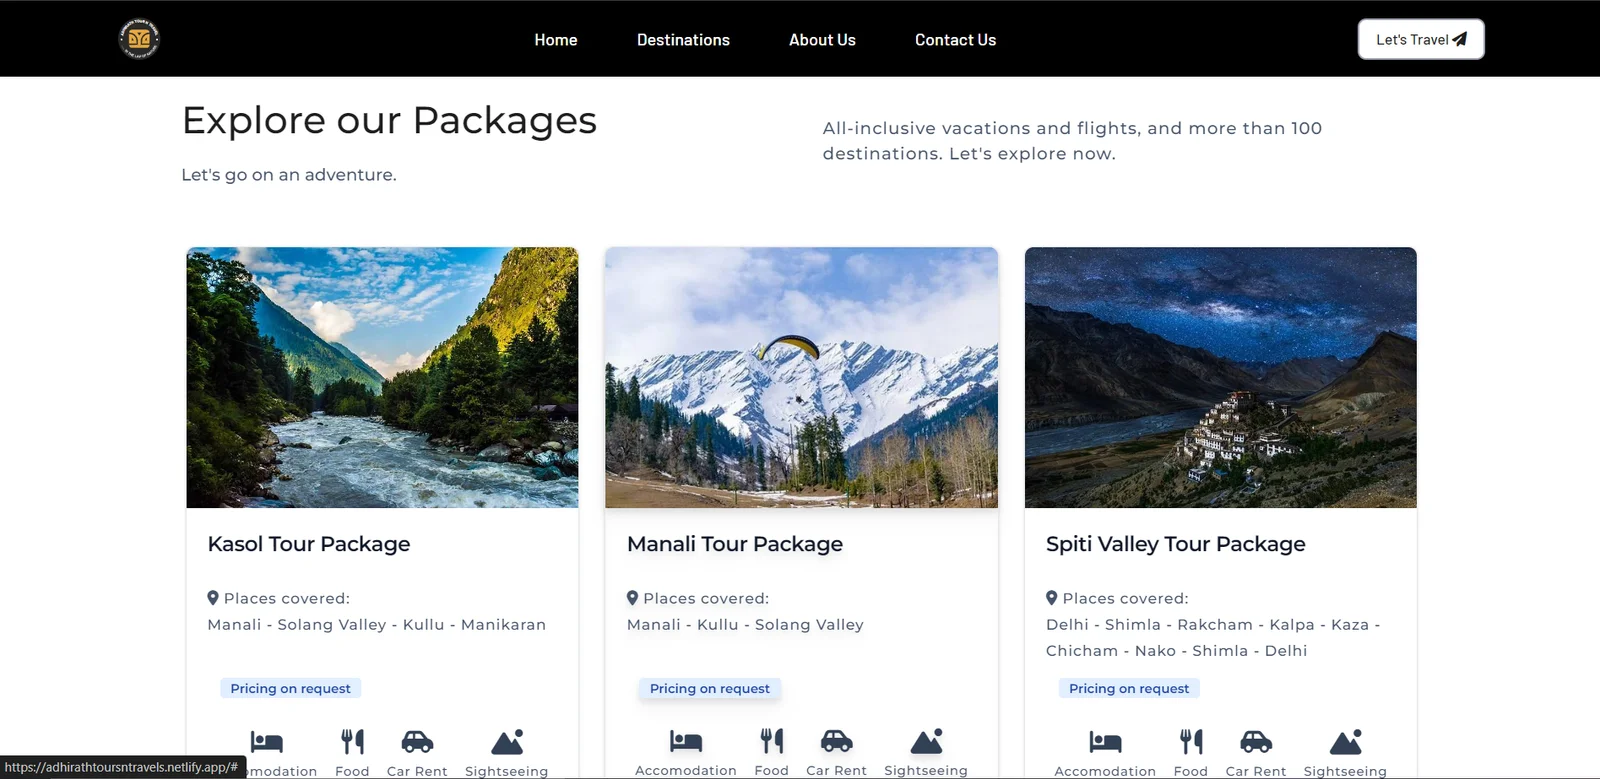 Home
Destinations
About Us
Contact Us
Let's Travel
Explore our Packages
Let's go on an adventure.
All-inclusive vacations and flights, and more than 100
destinations. Let's explore now.
Kasol Tour Package
Places covered:
Manali - Solang Valley - Kullu - Manikaran
Pricing on request
omodation
Food
Car Rent
Sightseeing
Manali Tour Package
Places covered:
Manali - Kullu - Solang Valley
Pricing on request
Accomodation
Food
Car Rent
Sightseeing
Spiti Valley Tour Package
Places covered:
Delhi - Shimla - Rakcham - Kalpa - Kaza -
Chicham - Nako - Shimla - Delhi
Pricing on request
Accomodation
Food
Car Rent
Sightseeing
https://adhirathtoursntravels.netlify.app/#